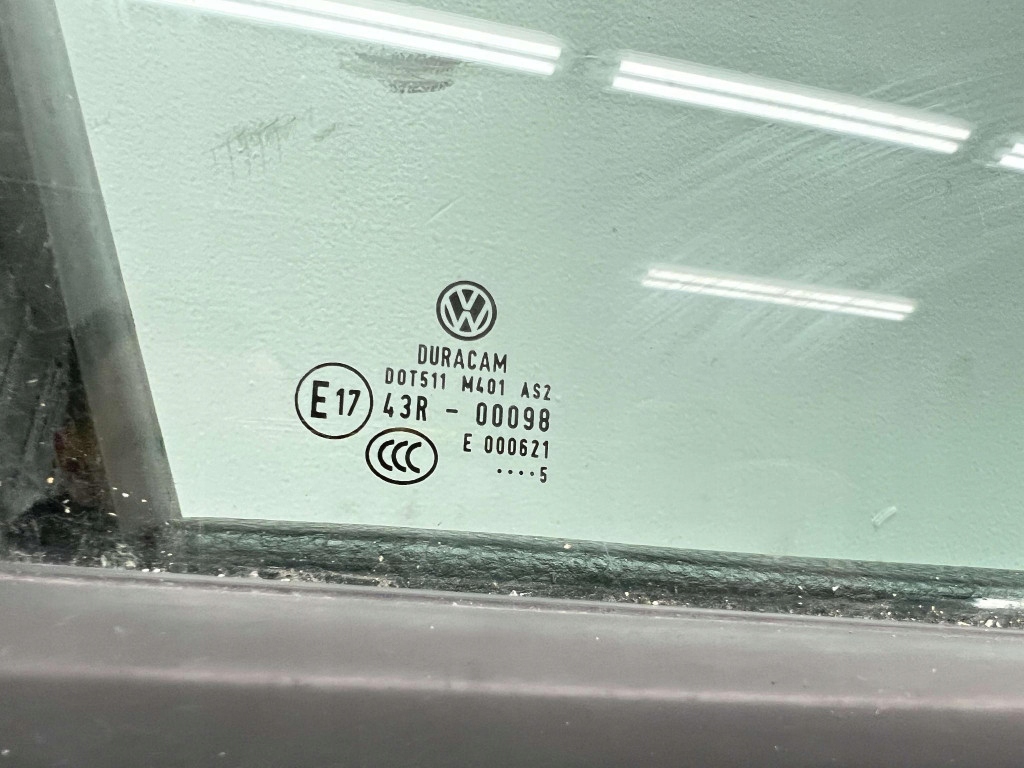 DURACAM
DOT511 M401 AS2
E17 43R - 00098
CCC E 000621
····5